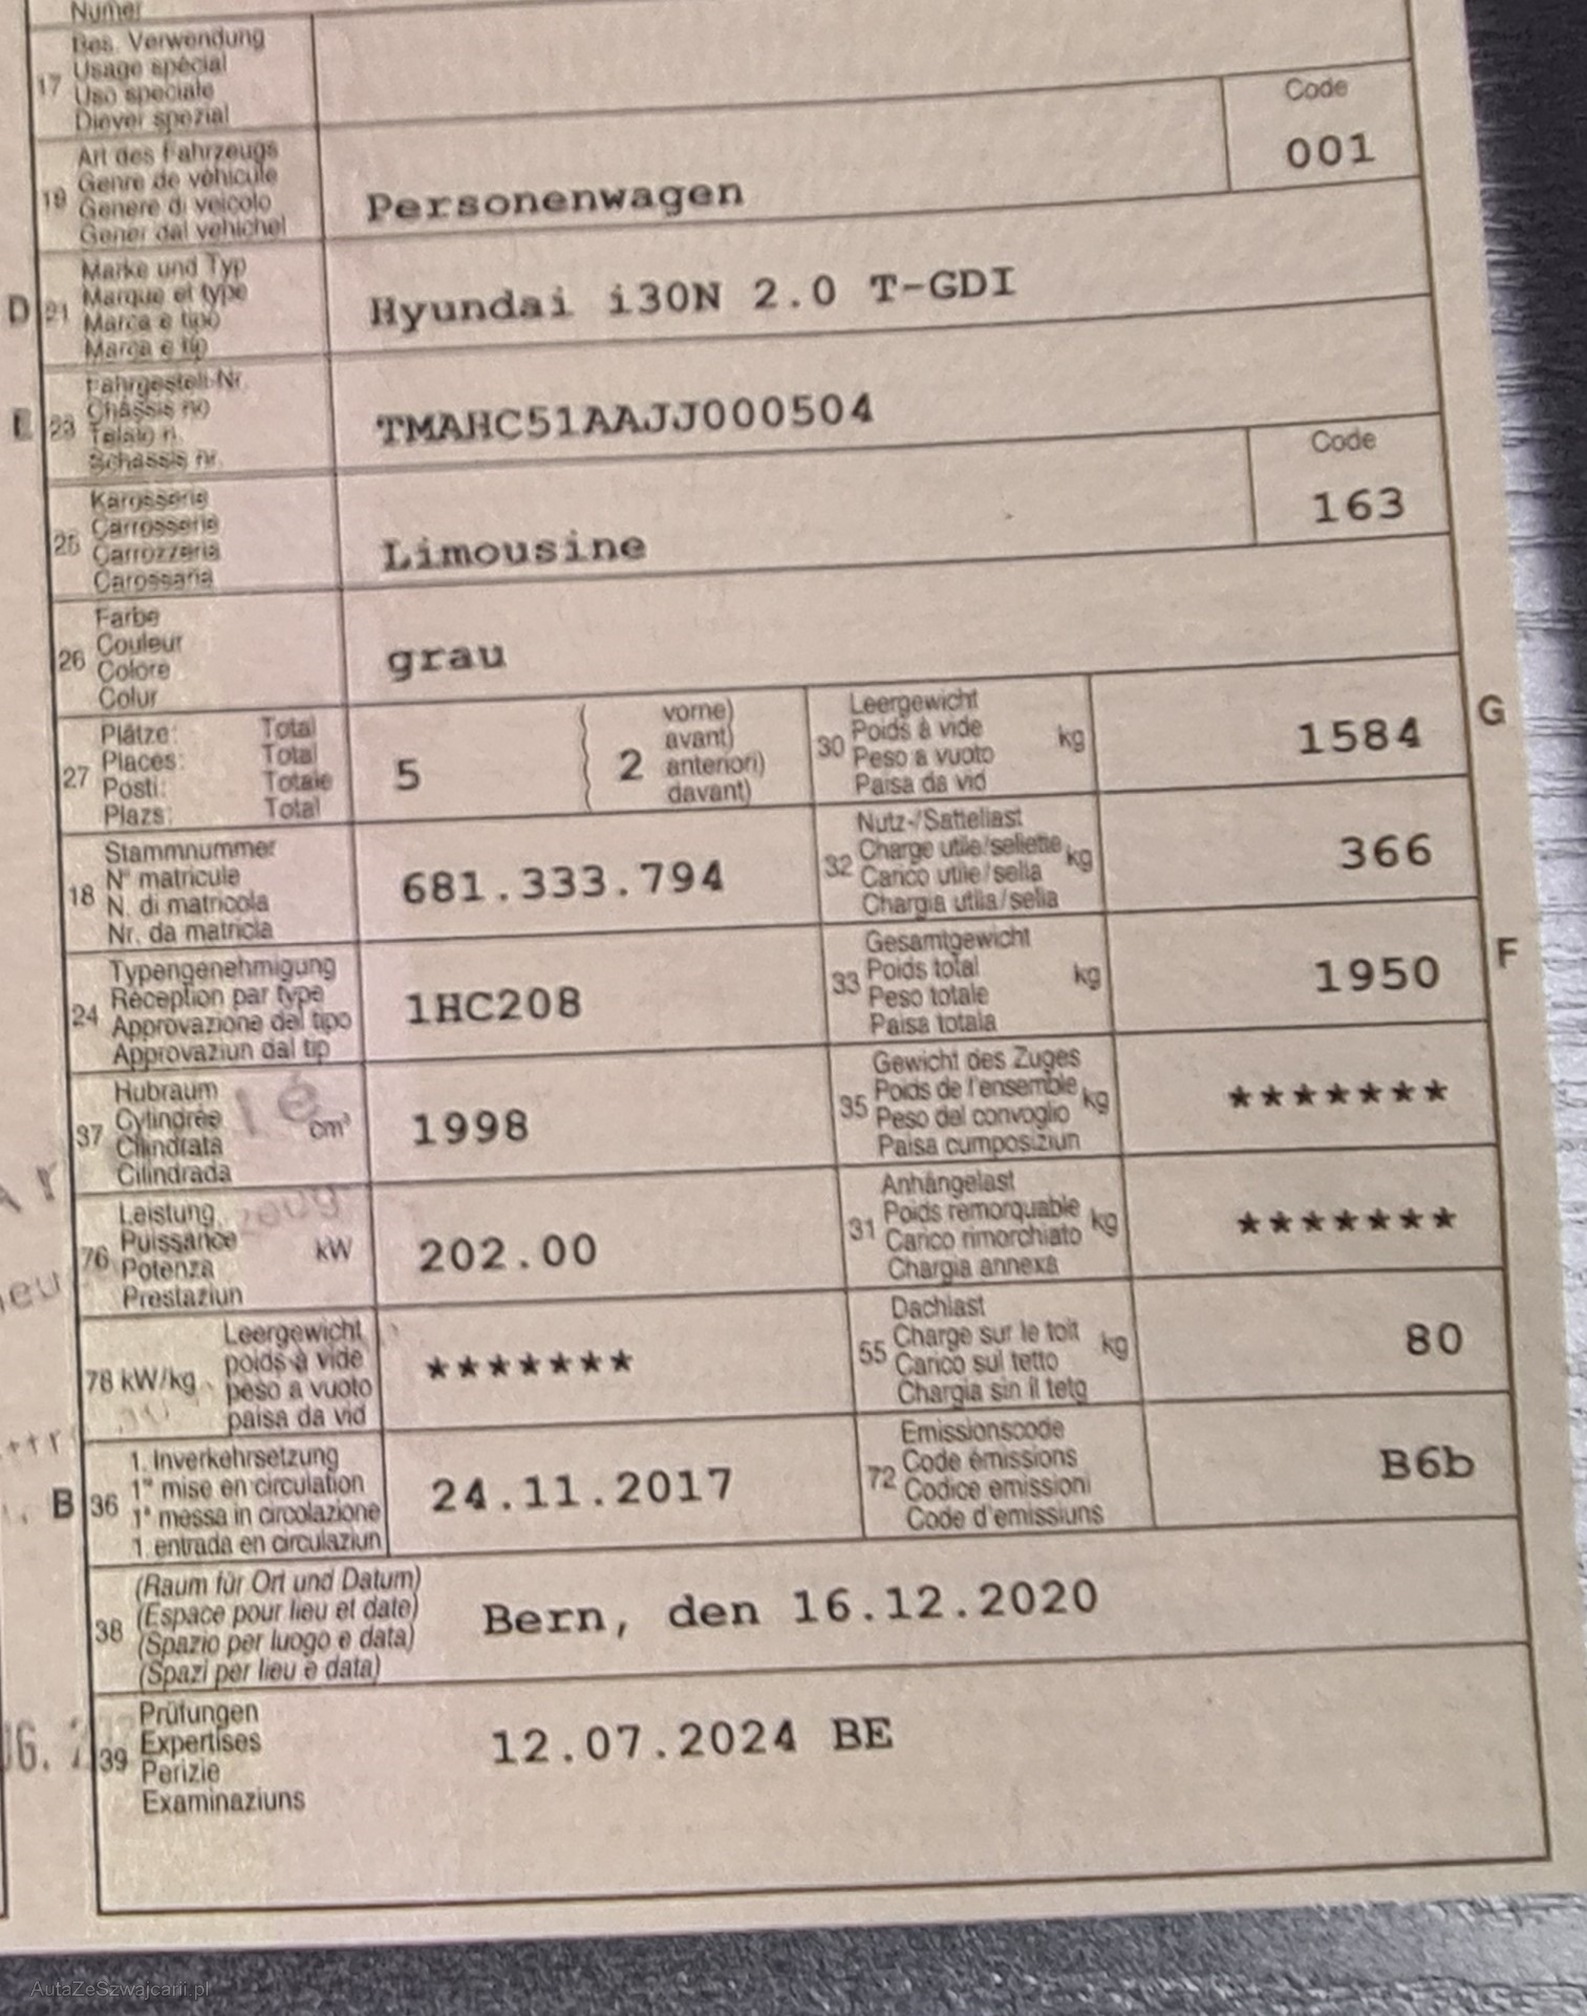 Numer
17 Bes. Verwendung
Usage spécial
Uso speciale
Diever spezial
Code
001
19 Art des Fahrzeugs
Genre de véhicule
Genere di veicolo
Gener dal vehichel
Personenwagen
D 21 Marke und Typ
Marque et type
Marca e tipo
Marca e tip
Hyundai i30N 2.0 T-GDI
E 23 Fahrgestell-Nr.
Châssis no
Telaio n.
Schassis nr.
TMAHC51AAJJ000504
25 Karosserie
Carrosserie
Carrozzeria
Carossaria
Limousine
Code
163
26 Farbe
Couleur
Colore
Colur
grau
27 Plätze: Total
Places: Total
Posti: Totale
Plazs: Total
5
2
vorne)
avant)
anteriori)
davant)
30 Leergewicht
Poids à vide
Peso a vuoto
Paisa da vid
kg
1584
G
18 Stammnummer
N° matricule
N. di matricola
Nr. da matricla
681.333.794
32 Nutz-/Sattellast
Charge utile/sellette
Carico utile/sella
Chargia utila/sella
kg
366
24 Typengenehmigung
Réception par type
Approvazione del tipo
Approvaziun dal tip
1HC208
33 Gesamtgewicht
Poids total
Peso totale
Paisa totala
kg
1950
F
37 Hubraum
Cylindrée
Cilindrata
Cilindrada
cm³
1998
35 Gewicht des Zuges
Poids de l'ensemble
Peso del convoglio
Paisa cumposiziun
kg
*******
76 Leistung
Puissance
Potenza
Prestaziun
kW
202.00
31 Anhängelast
Poids remorquable
Carico rimorchiato
Chargia annexa
kg
*******
78 kW/kg
Leergewicht
poids à vide
peso a vuoto
paisa da vid
*******
55 Dachlast
Charge sur le toit
Carico sul tetto
Chargia sin il tetg
kg
80
B 36 1. Inverkehrsetzung
1re mise en circulation
1a messa in circolazione
1. entrada en circulaziun
24.11.2017
72 Emissionscode
Code émissions
Codice emissioni
Code d'emissiuns
B6b
38 (Raum für Ort und Datum)
(Espace pour lieu et date)
(Spazio per luogo e data)
(Spazi per lieu e data)
Bern, den 16.12.2020
39 Prüfungen
Expertises
Perizie
Examinaziuns
12.07.2024 BE
AutaZeSzwajcarii.pl